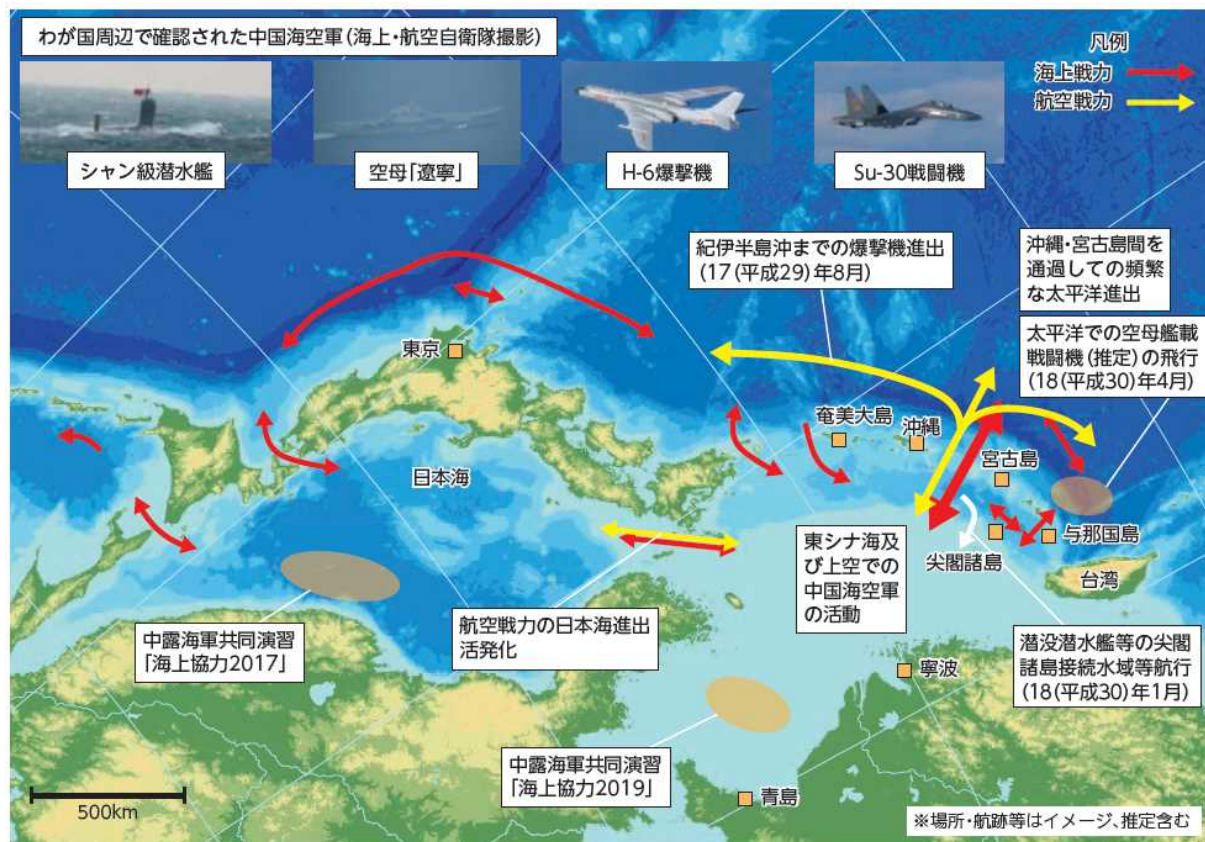 わが国周辺で確認された中国海空軍(海上・航空自衛隊撮影)
シャン級潜水艦
空母「遼寧」
H-6爆撃機
Su-30戦闘機
凡例
海上戦力
航空戦力
紀伊半島沖までの爆撃機進出
(17(平成29)年8月)
沖縄・宮古島間を
通過しての頻繁
な太平洋進出
太平洋での空母艦載
戦闘機(推定)の飛行
(18(平成30)年4月)
東京
奄美大島
沖縄
宮古島
日本海
与那国島
尖閣諸島
台湾
東シナ海及
び上空での
中国海空軍
の活動
航空戦力の日本海進出
活発化
中露海軍共同演習
「海上協力2017」
潜没潜水艦等の尖閣
諸島接続水域等航行
(18(平成30)年1月)
寧波
中露海軍共同演習
「海上協力2019」
青島
500km
※場所・航跡等はイメージ、推定含む